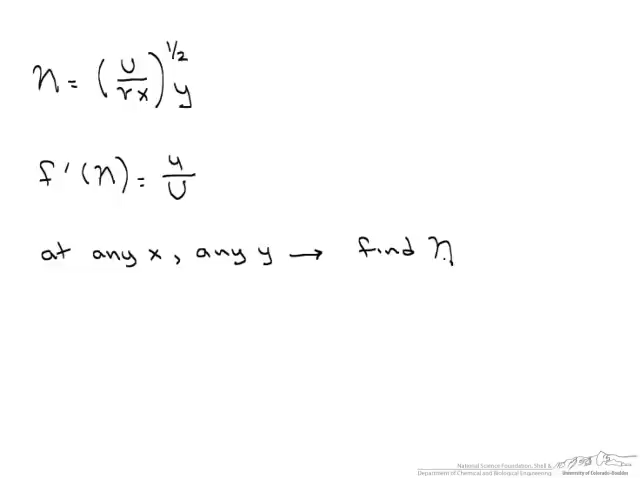 η = (U/νx)^1/2 y
f'(η) = u/U
at any x, any y → find η
National Science Foundation, Shell &
Department of Chemical and Biological Engineering
University of Colorado Boulder